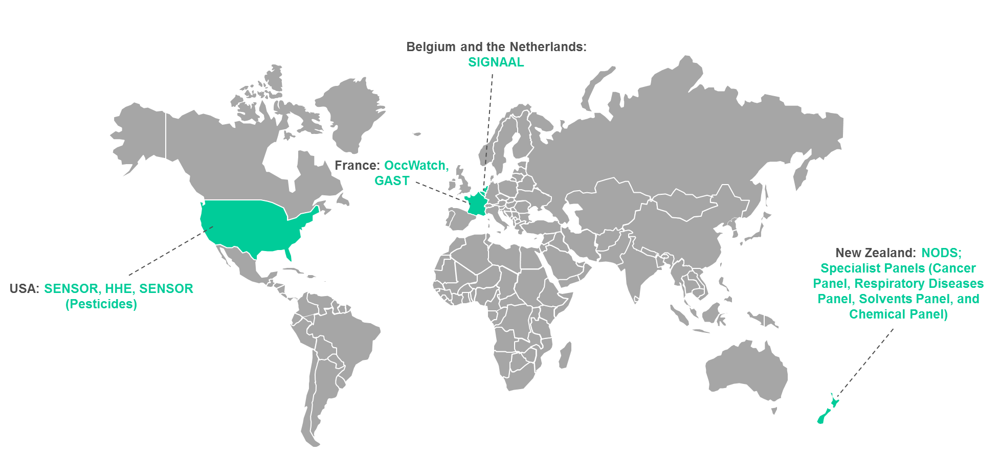 Belgium and the Netherlands:
SIGNAAL
France: OccWatch,
GAST
USA: SENSOR, HHE, SENSOR
(Pesticides)
New Zealand: NODS;
Specialist Panels (Cancer
Panel, Respiratory Diseases
Panel, Solvents Panel, and
Chemical Panel)